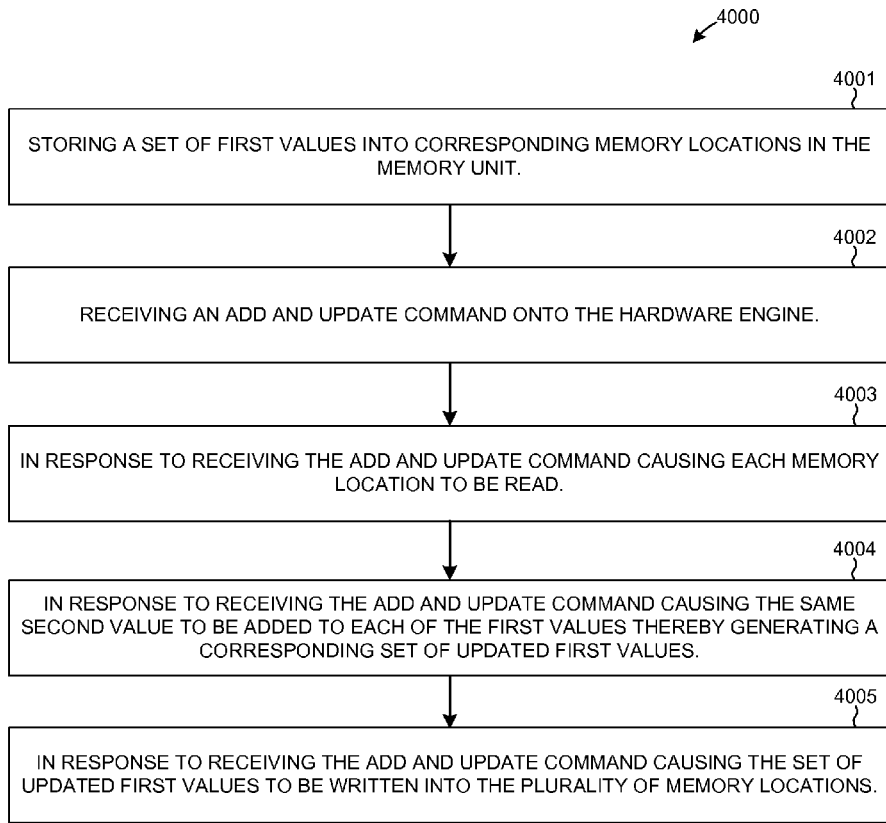 4000
4001
STORING A SET OF FIRST VALUES INTO CORRESPONDING MEMORY LOCATIONS IN THE
MEMORY UNIT.
4002
RECEIVING AN ADD AND UPDATE COMMAND ONTO THE HARDWARE ENGINE.
4003
IN RESPONSE TO RECEIVING THE ADD AND UPDATE COMMAND CAUSING EACH MEMORY
LOCATION TO BE READ.
4004
IN RESPONSE TO RECEIVING THE ADD AND UPDATE COMMAND CAUSING THE SAME
SECOND VALUE TO BE ADDED TO EACH OF THE FIRST VALUES THEREBY GENERATING A
CORRESPONDING SET OF UPDATED FIRST VALUES.
4005
IN RESPONSE TO RECEIVING THE ADD AND UPDATE COMMAND CAUSING THE SET OF
UPDATED FIRST VALUES TO BE WRITTEN INTO THE PLURALITY OF MEMORY LOCATIONS.